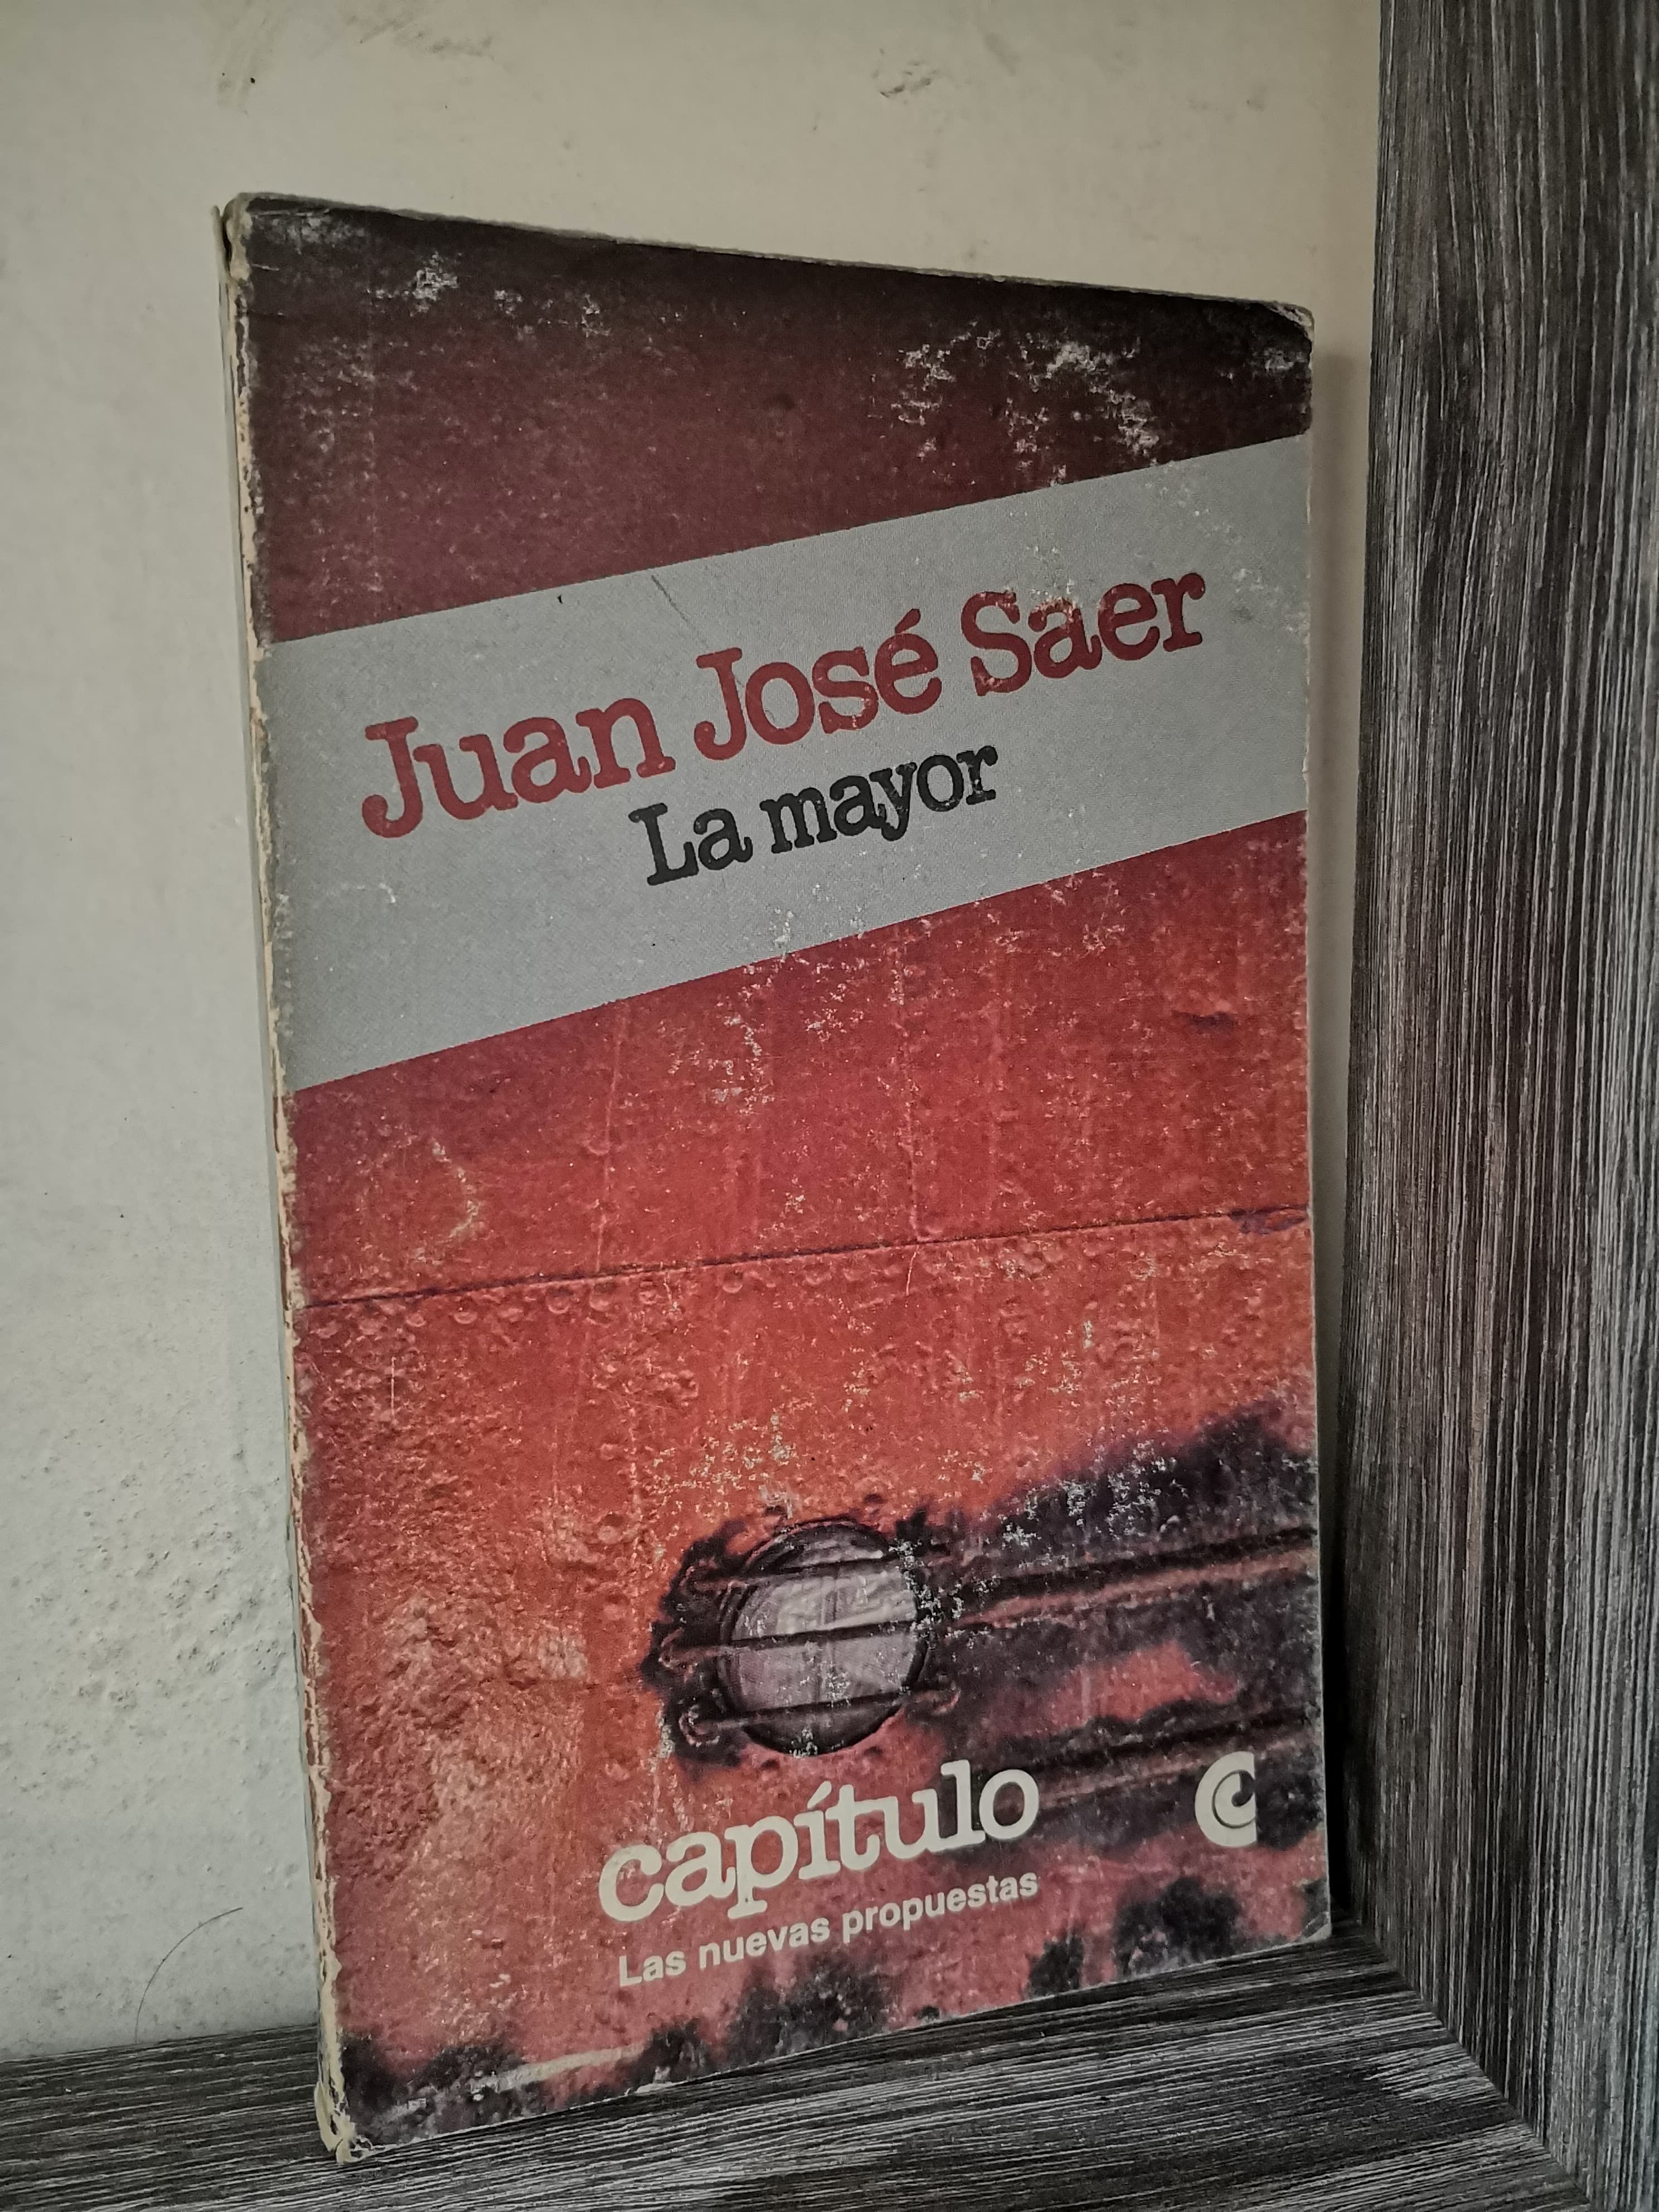 Juan José Saer
La mayor
capítulo
Las nuevas propuestas